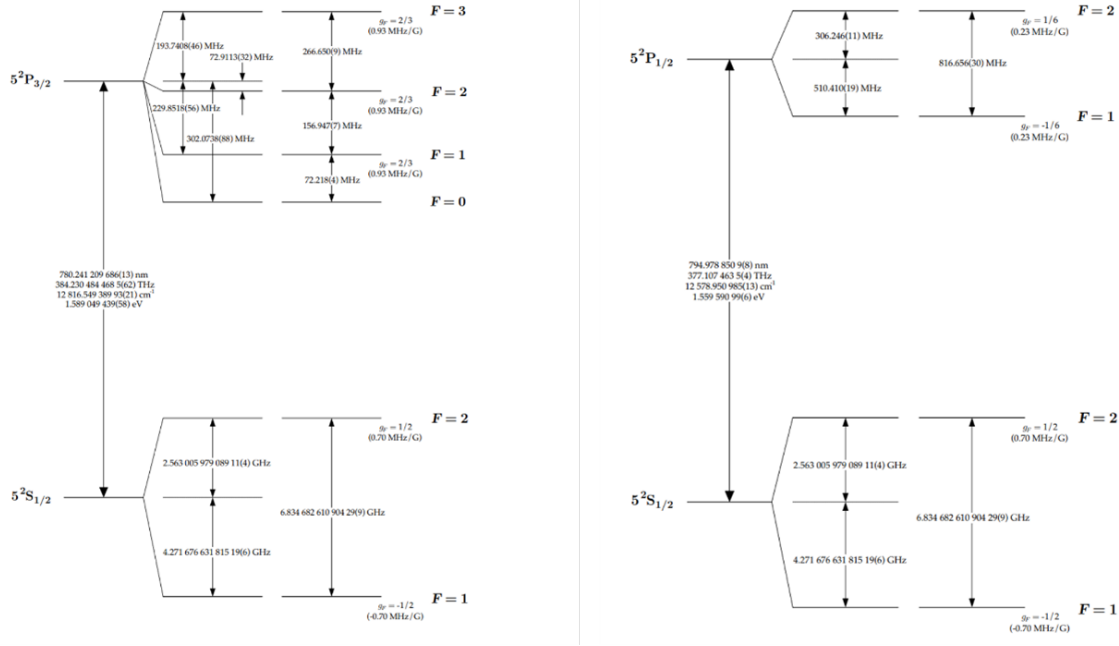 F = 3
g_F = 2/3
(0.93 MHz/G)
193.7408(46) MHz
72.9113(32) MHz
266.650(9) MHz
5²P₃/₂
F = 2
g_F = 2/3
(0.93 MHz/G)
229.8518(56) MHz
302.0738(88) MHz
156.947(7) MHz
F = 1
g_F = 2/3
(0.93 MHz/G)
72.218(4) MHz
F = 0
780.241 209 686(13) nm
384.230 484 468 5(62) THz
12 816.549 389 93(21) cm⁻¹
1.589 049 439(58) eV
F = 2
g_F = 1/2
(0.70 MHz/G)
2.563 005 979 089 11(4) GHz
5²S₁/₂
6.834 682 610 904 29(9) GHz
4.271 676 631 815 19(6) GHz
F = 1
g_F = -1/2
(-0.70 MHz/G)
F = 2
g_F = 1/6
(0.23 MHz/G)
306.246(11) MHz
5²P₁/₂
816.656(30) MHz
510.410(19) MHz
F = 1
g_F = -1/6
(0.23 MHz/G)
794.978 850 9(8) nm
377.107 463 5(4) THz
12 578.950 985(13) cm⁻¹
1.559 590 99(6) eV
F = 2
g_F = 1/2
(0.70 MHz/G)
2.563 005 979 089 11(4) GHz
5²S₁/₂
6.834 682 610 904 29(9) GHz
4.271 676 631 815 19(6) GHz
F = 1
g_F = -1/2
(-0.70 MHz/G)